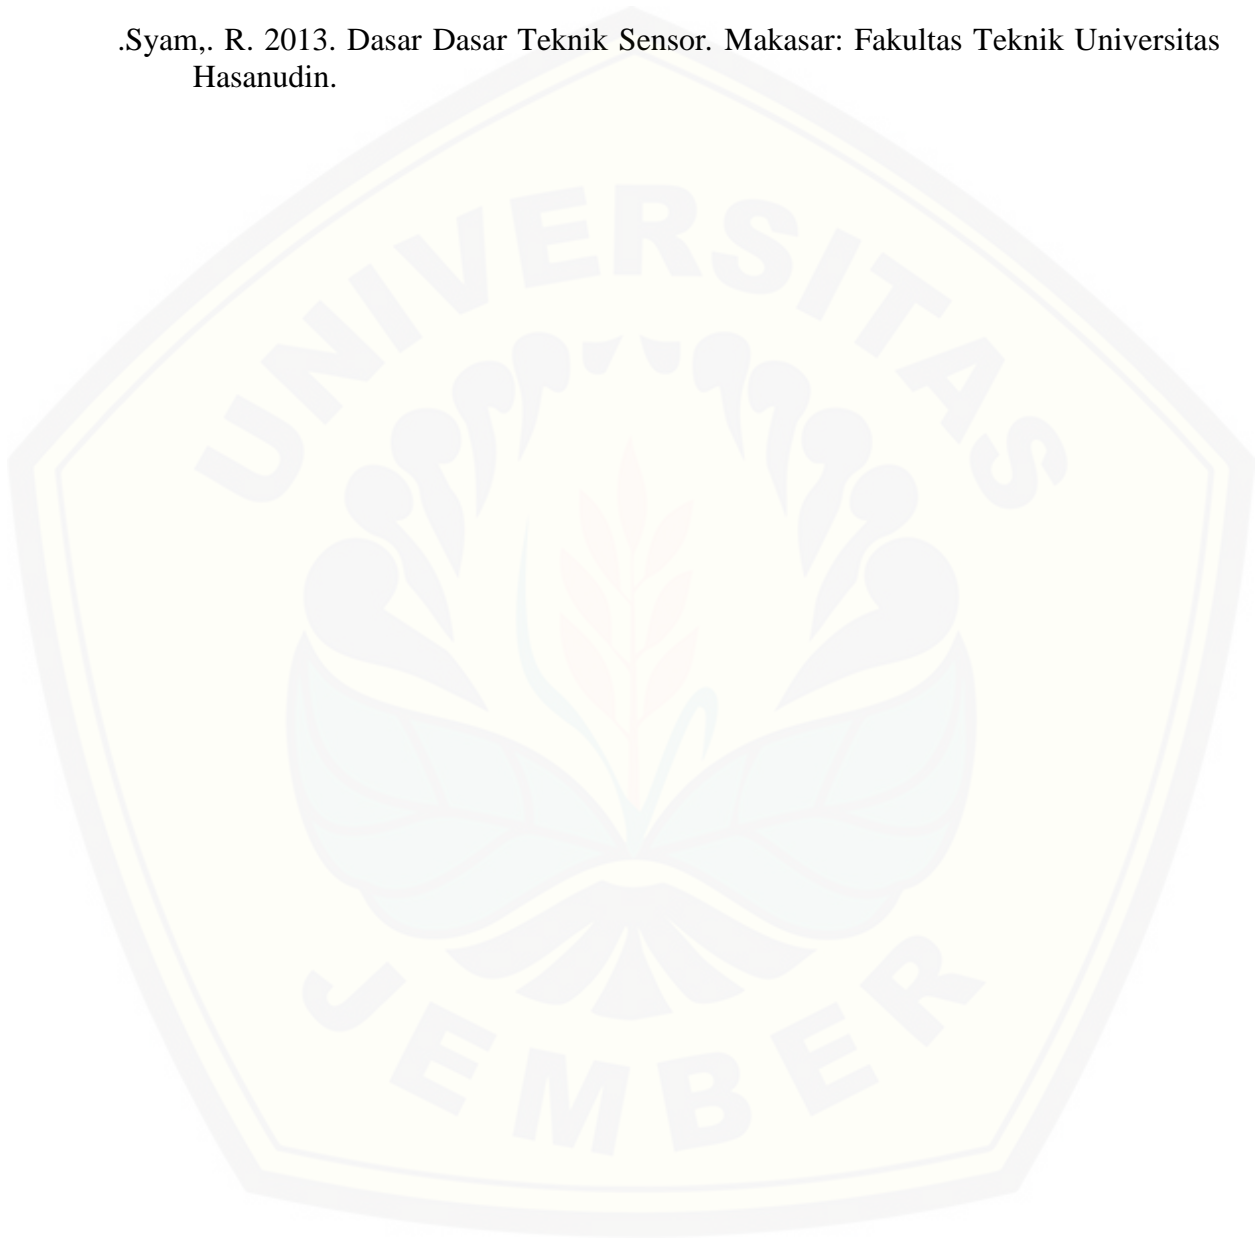 .Syam,. R. 2013. Dasar Dasar Teknik Sensor. Makasar: Fakultas Teknik Universitas
Hasanudin.
UNIVERSITAS
JEMBER